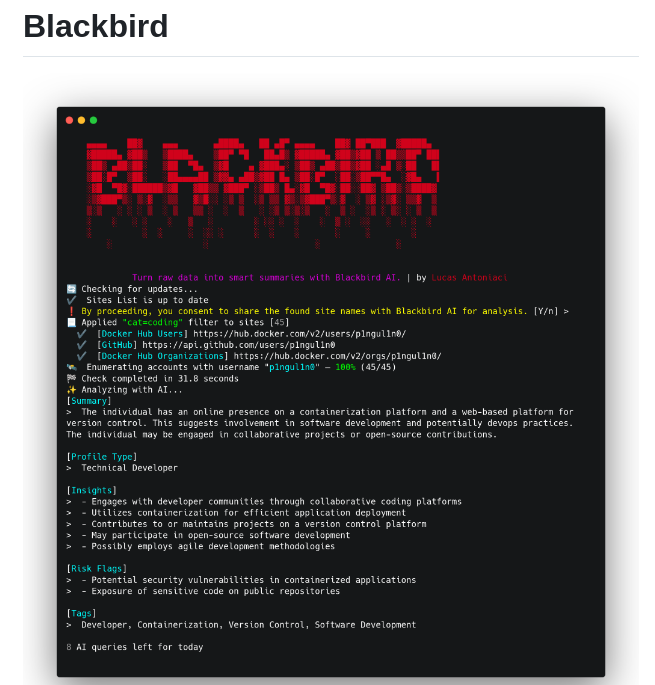 Blackbird
BLACKBIRD
Turn raw data into smart summaries with Blackbird AI. | by Lucas Antoniaci
Checking for updates...
✔ Sites List is up to date
❗ By proceeding, you consent to share the found site names with Blackbird AI for analysis. [Y/n] >
Applied "cat=coding" filter to sites [45]
✔ [Docker Hub Users] https://hub.docker.com/v2/users/p1ngul1n0/
✔ [GitHub] https://api.github.com/users/p1ngul1n0
✔ [Docker Hub Organizations] https://hub.docker.com/v2/orgs/p1ngul1n0/
Enumerating accounts with username "p1ngul1n0" — 100% (45/45)
Check completed in 31.8 seconds
Analyzing with AI...
[Summary]
> The individual has an online presence on a containerization platform and a web-based platform for
version control. This suggests involvement in software development and potentially devops practices.
The individual may be engaged in collaborative projects or open-source contributions.
[Profile Type]
> Technical Developer
[Insights]
> - Engages with developer communities through collaborative coding platforms
> - Utilizes containerization for efficient application deployment
> - Contributes to or maintains projects on a version control platform
> - May participate in open-source software development
> - Possibly employs agile development methodologies
[Risk Flags]
> - Potential security vulnerabilities in containerized applications
> - Exposure of sensitive code on public repositories
[Tags]
> Developer, Containerization, Version Control, Software Development
8 AI queries left for today